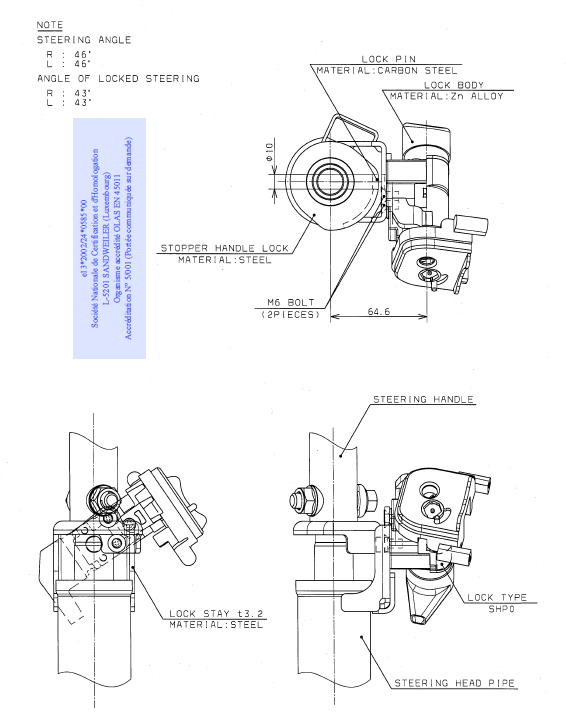 NOTE
STEERING ANGLE
R : 46°
L : 46°
ANGLE OF LOCKED STEERING
R : 43°
L : 43°
e13*2002/24*0585*00
Société Nationale de Certification et d'Homologation
L-5201 SANDWEILER (Luxembourg)
Organisme accrédité OLAS EN 45011
Accréditation N° 5/001 (Portée communiquée sur demande)
LOCK PIN
MATERIAL:CARBON STEEL
LOCK BODY
MATERIAL:Zn ALLOY
Φ10
STOPPER HANDLE LOCK
MATERIAL:STEEL
M6 BOLT
(2PIECES)
64.6
STEERING HANDLE
LOCK STAY t3.2
MATERIAL:STEEL
LOCK TYPE
SHP0
STEERING HEAD PIPE